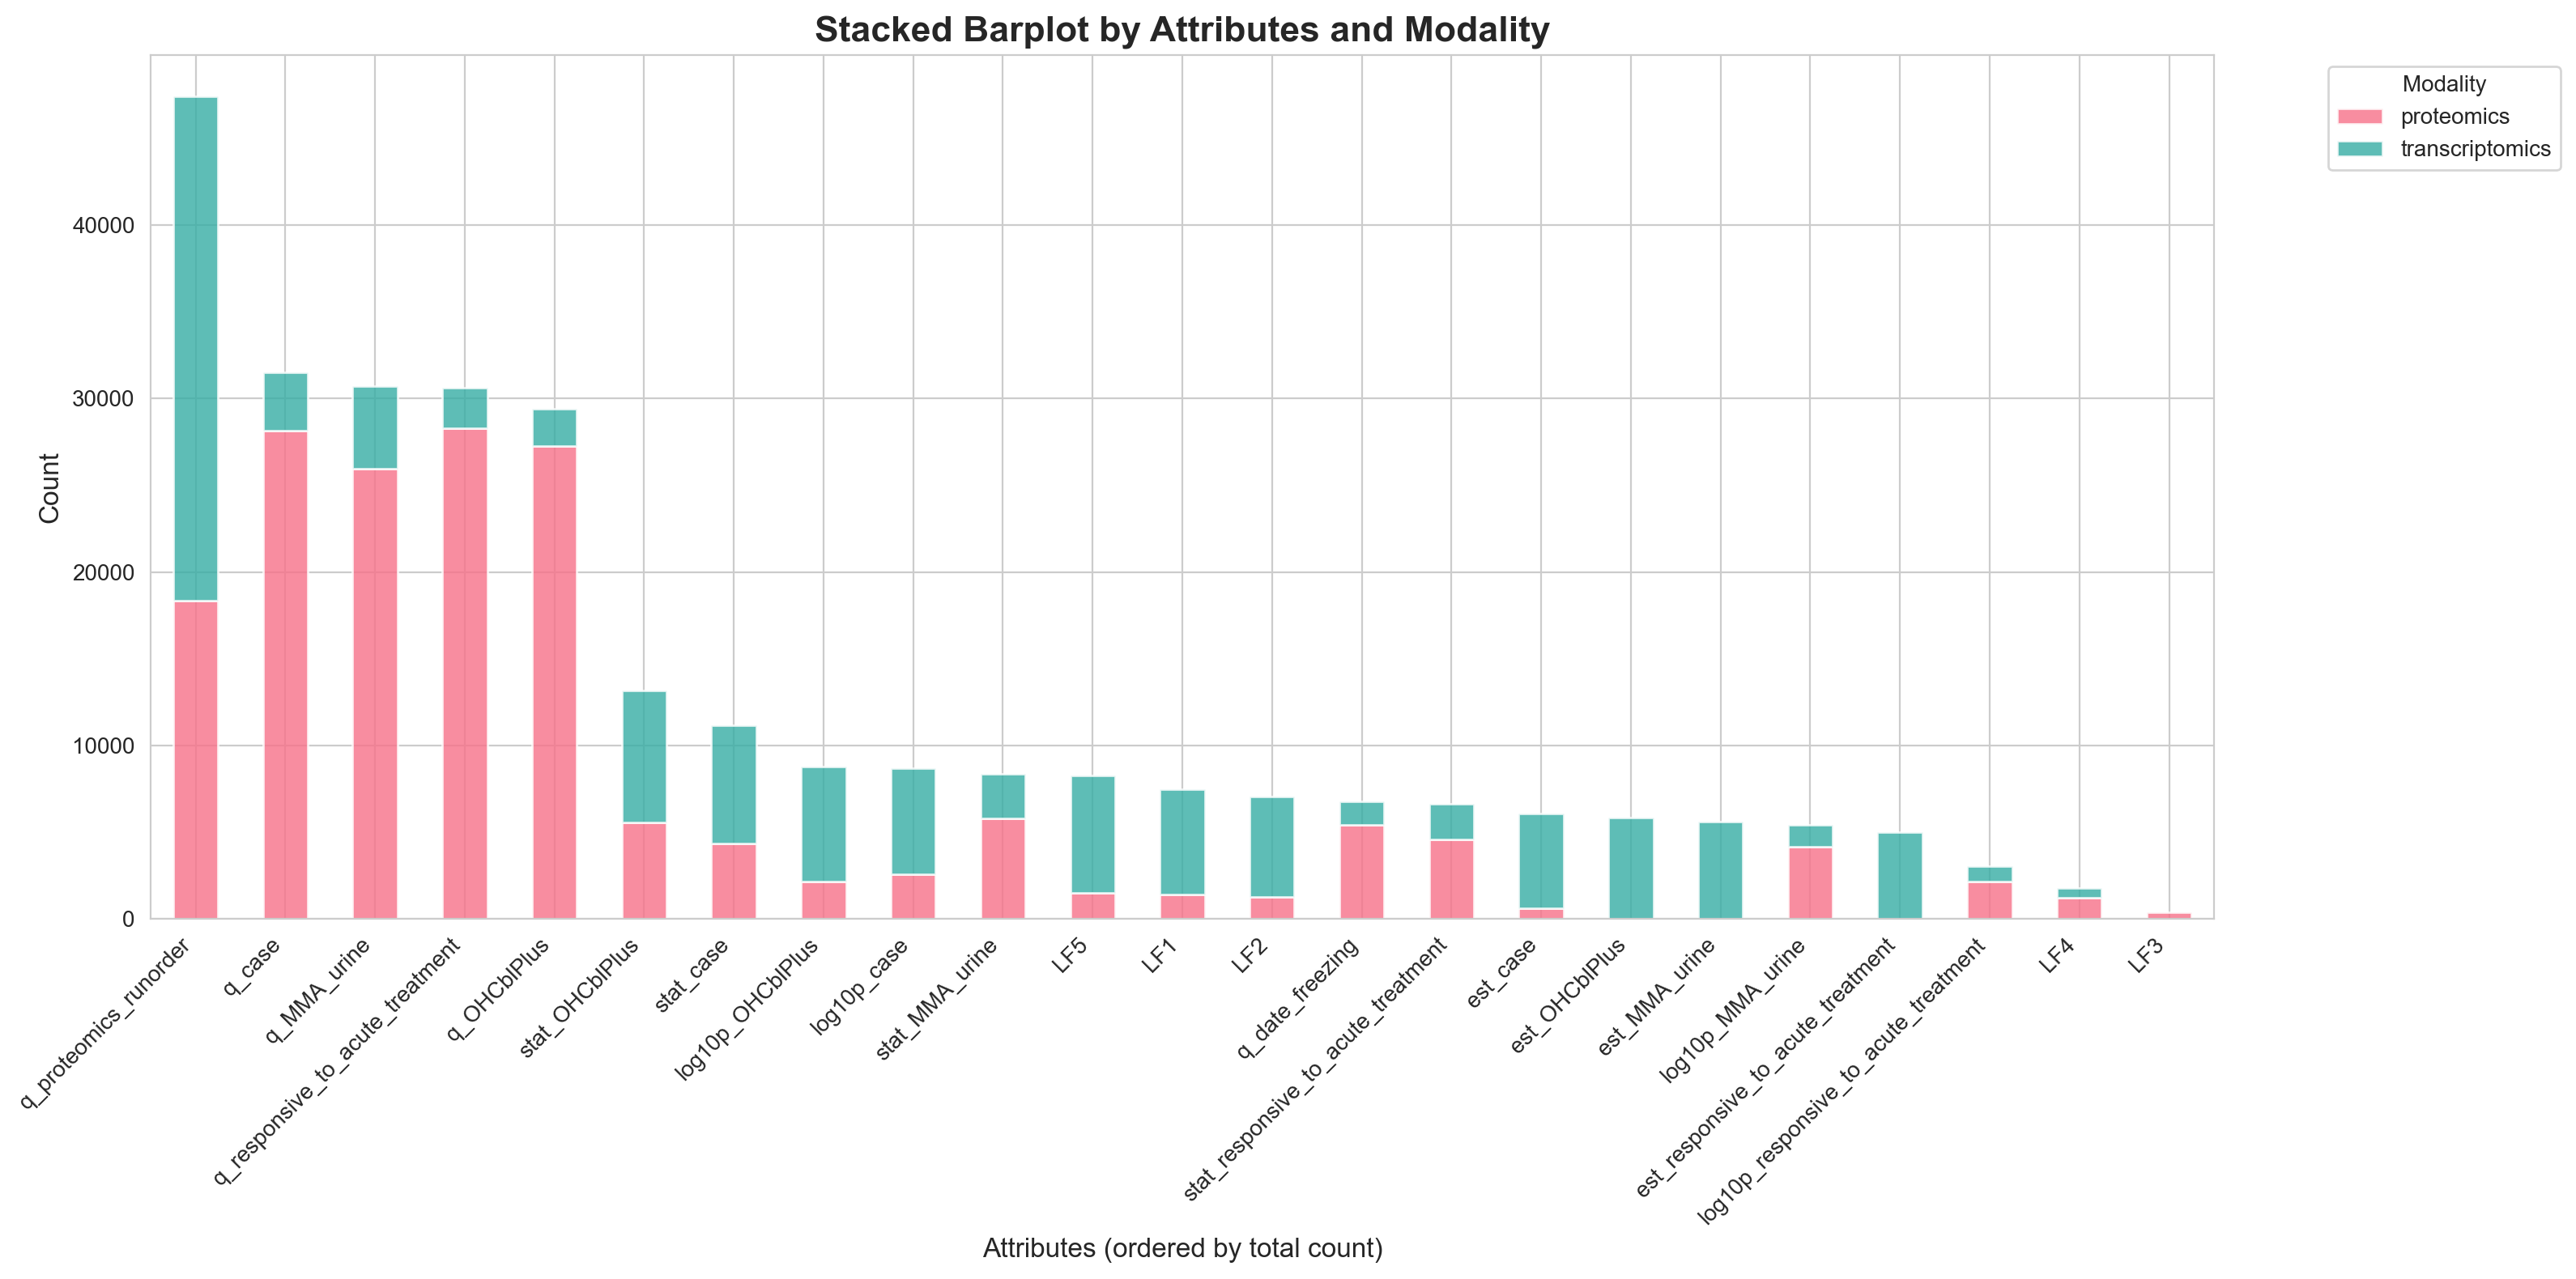 Stacked Barplot by Attributes and Modality
Modality
proteomics
transcriptomics
Count
40000
30000
20000
10000
0
q_proteomics_runorder
q_case
q_MMA_urine
q_responsive_to_acute_treatment
q_OHCblPlus
stat_OHCblPlus
stat_case
log10p_OHCblPlus
log10p_case
stat_MMA_urine
LF5
LF1
LF2
q_date_freezing
stat_responsive_to_acute_treatment
est_case
est_OHCblPlus
est_MMA_urine
log10p_MMA_urine
est_responsive_to_acute_treatment
log10p_responsive_to_acute_treatment
LF4
LF3
Attributes (ordered by total count)